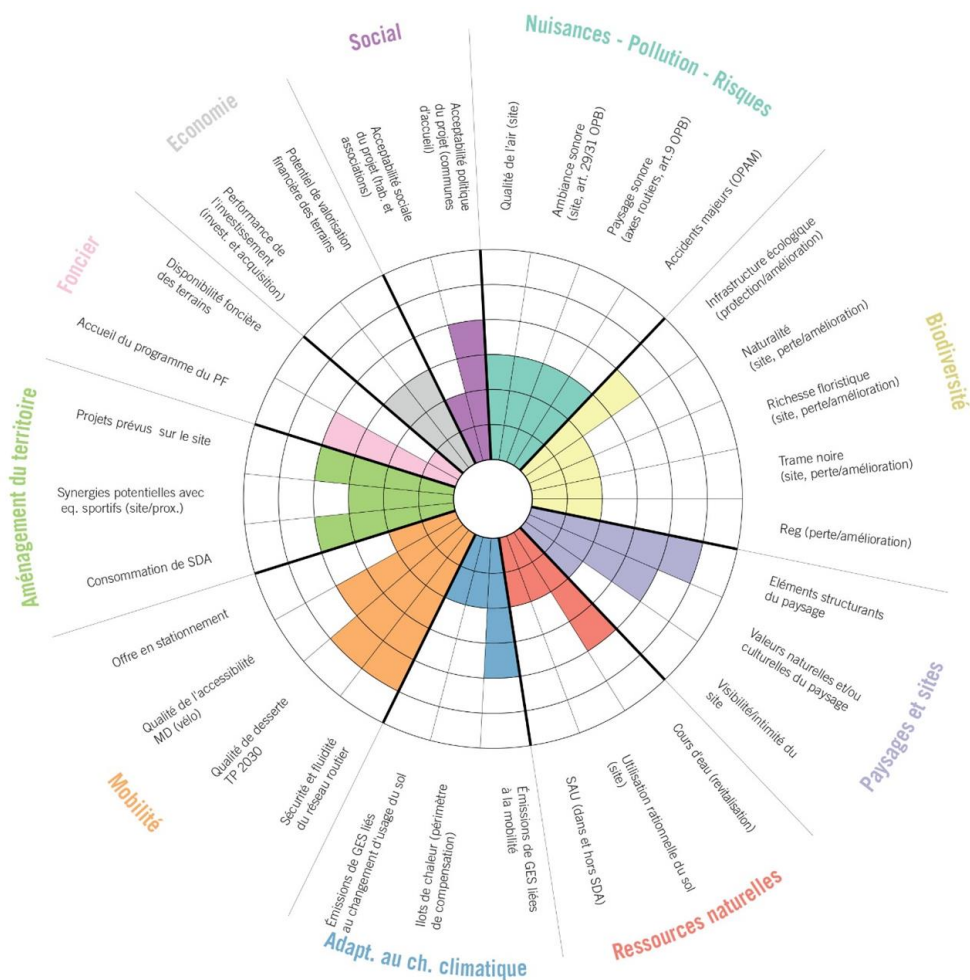 Nuisances - Pollution - Risques
Qualité de l'air (site)
Ambiance sonore
(site, art. 29/31 OPB)
Paysage sonore
(axes routiers, art.9 OPB)
Accidents majeurs (OPAM)
Biodiversité
Infrastructure écologique
(protection/amélioration)
Naturalité
(site, perte/amélioration)
Richesse floristique
(site, perte/amélioration)
Trame noire
(site, perte/amélioration)
Reg (perte/amélioration)
Paysages et sites
Eléments structurants
du paysage
Valeurs naturelles et/ou
culturelles du paysage
Visibilité/intimité du
site
Ressources naturelles
Cours d'eau (revitalisation)
Utilisation rationnelle du sol
(site)
SAU (dans et hors SDA)
Adapt. au ch. climatique
Émissions de GES liées
à la mobilité
Ilots de chaleur (périmètre
de compensation)
Émissions de GES liés
au changement d'usage du sol
Mobilité
Sécurité et fluidité
du réseau routier
Qualité de desserte
TP 2030
Qualité de l'accessibilité
MD (vélo)
Offre en stationnement
Aménagement du territoire
Consommation de SDA
Synergies potentielles avec
eq. sportifs (site/prox.)
Projets prévus sur le site
Foncier
Accueil du programme du PF
Disponibilité foncière
des terrains
Economie
Performance de
l'investissement
(invest. et acquisition)
Potentiel de valorisation
financière des terrains
Social
Acceptabilité sociale
du projet (hab. et
associations)
Acceptabilité politique
du projet (communes
d'accueil)